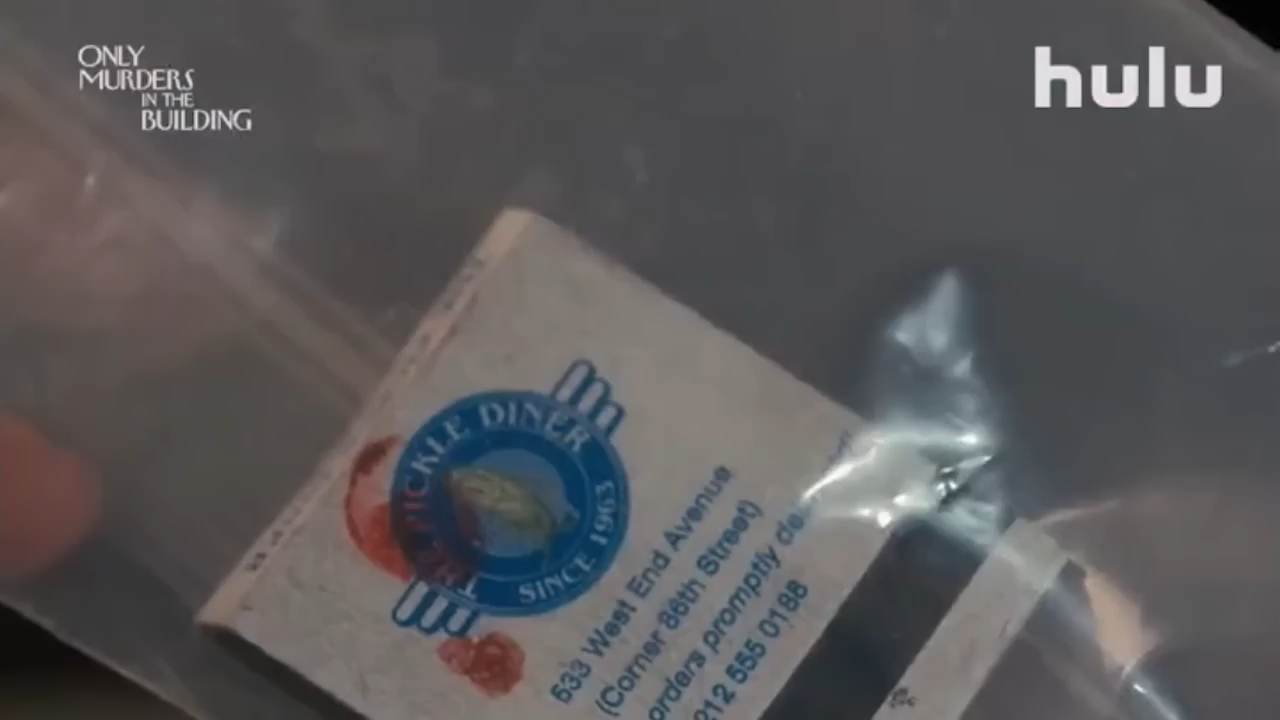 ONLY
MURDERS
IN THE
BUILDING
hulu
THE PICKLE DINER
SINCE 1963
533 West End Avenue
(Corner 86th Street)
orders promptly
212 555 0188